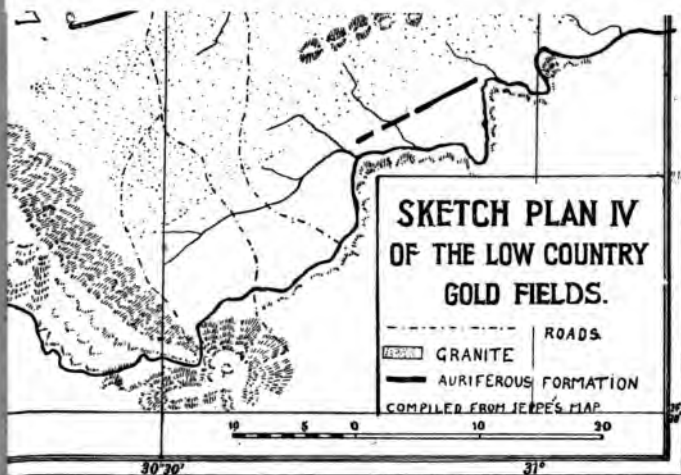 SKETCH PLAN IV
OF THE LOW COUNTRY
GOLD FIELDS.
ROADS.
GRANITE
AURIFEROUS FORMATION
COMPILED FROM JEPPE'S MAP
10 5 0 10 20
30°30' 31°